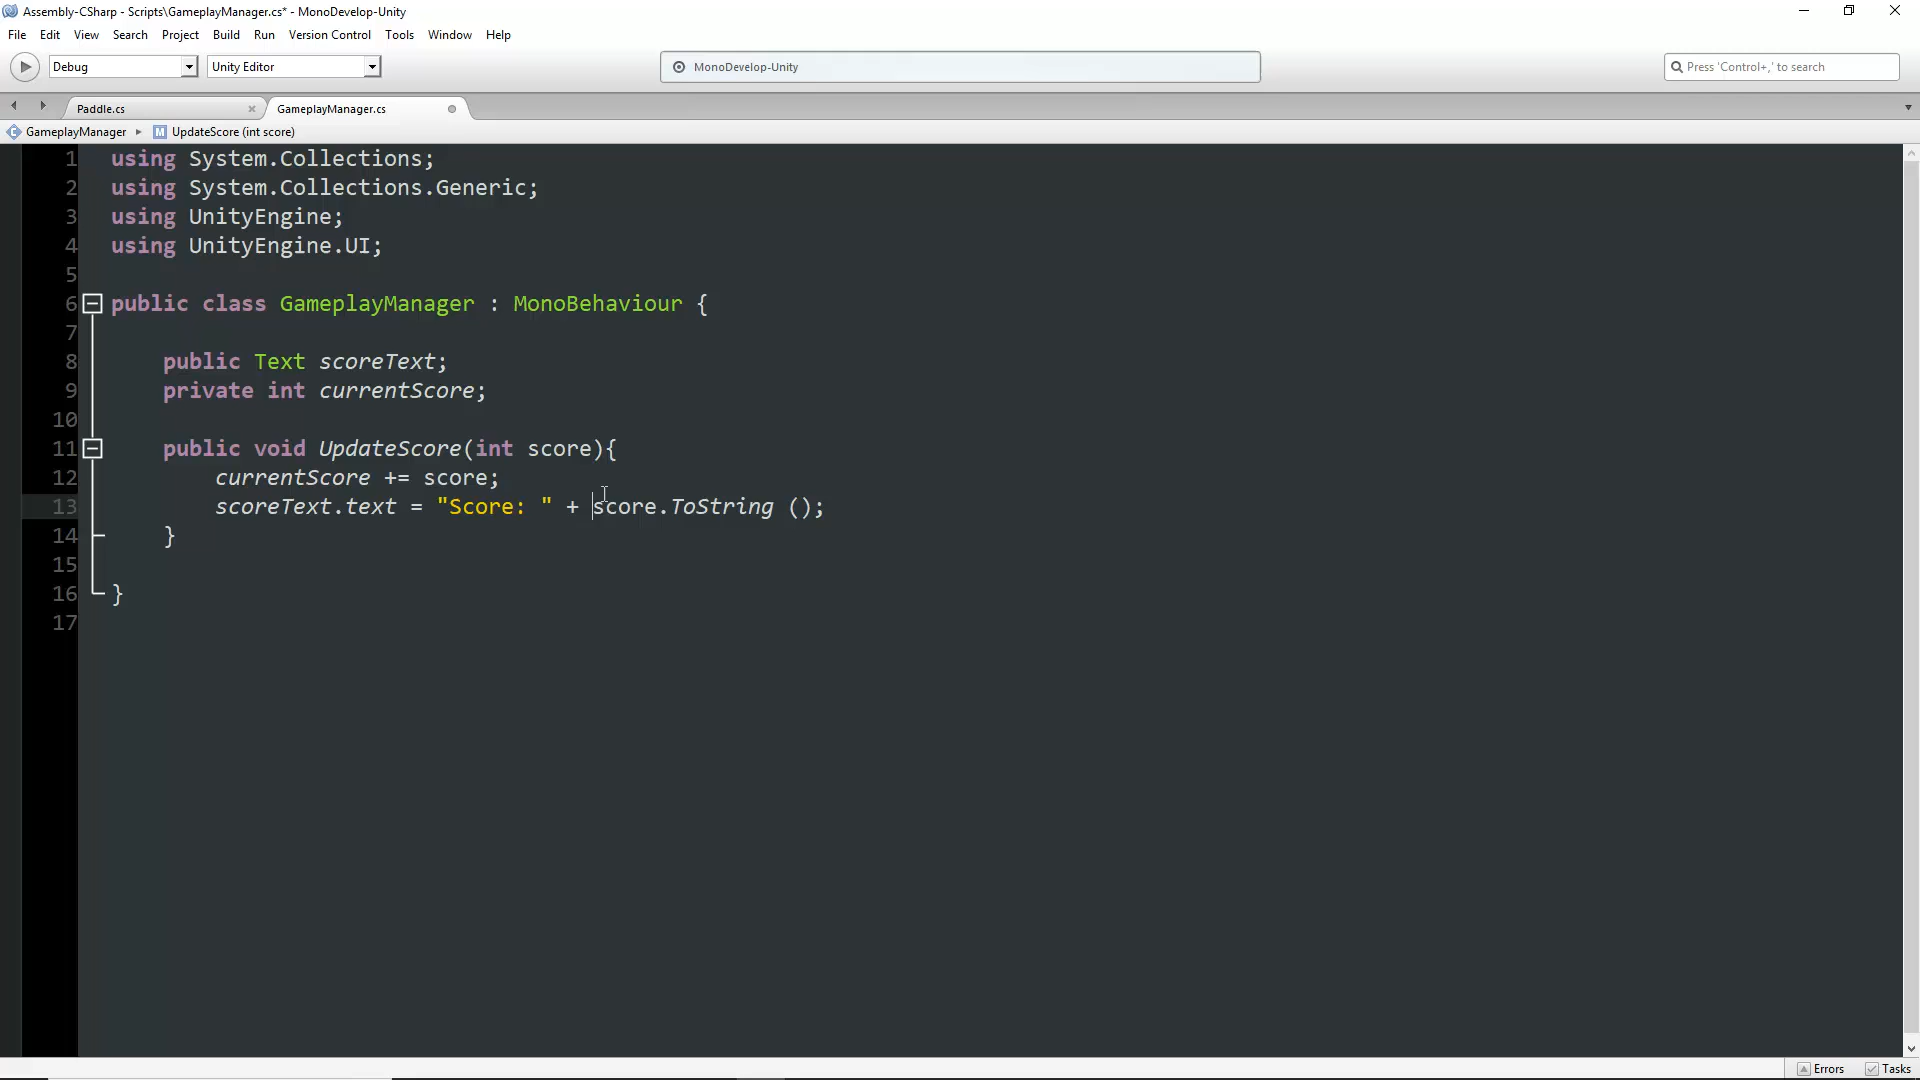 Assembly-CSharp - Scripts\GameplayManager.cs* - MonoDevelop-Unity
File Edit View Search Project Build Run Version Control Tools Window Help
Debug Unity Editor MonoDevelop-Unity Press 'Control+,' to search
Paddle.cs GameplayManager.cs
GameplayManager M UpdateScore (int score)
1 using System.Collections;
2 using System.Collections.Generic;
3 using UnityEngine;
4 using UnityEngine.UI;
5
6 public class GameplayManager : MonoBehaviour {
7
8 public Text scoreText;
9 private int currentScore;
10
11 public void UpdateScore(int score){
12 currentScore += score;
13 scoreText.text = "Score: " + score.ToString ();
14 }
15
16 }
17
Errors Tasks